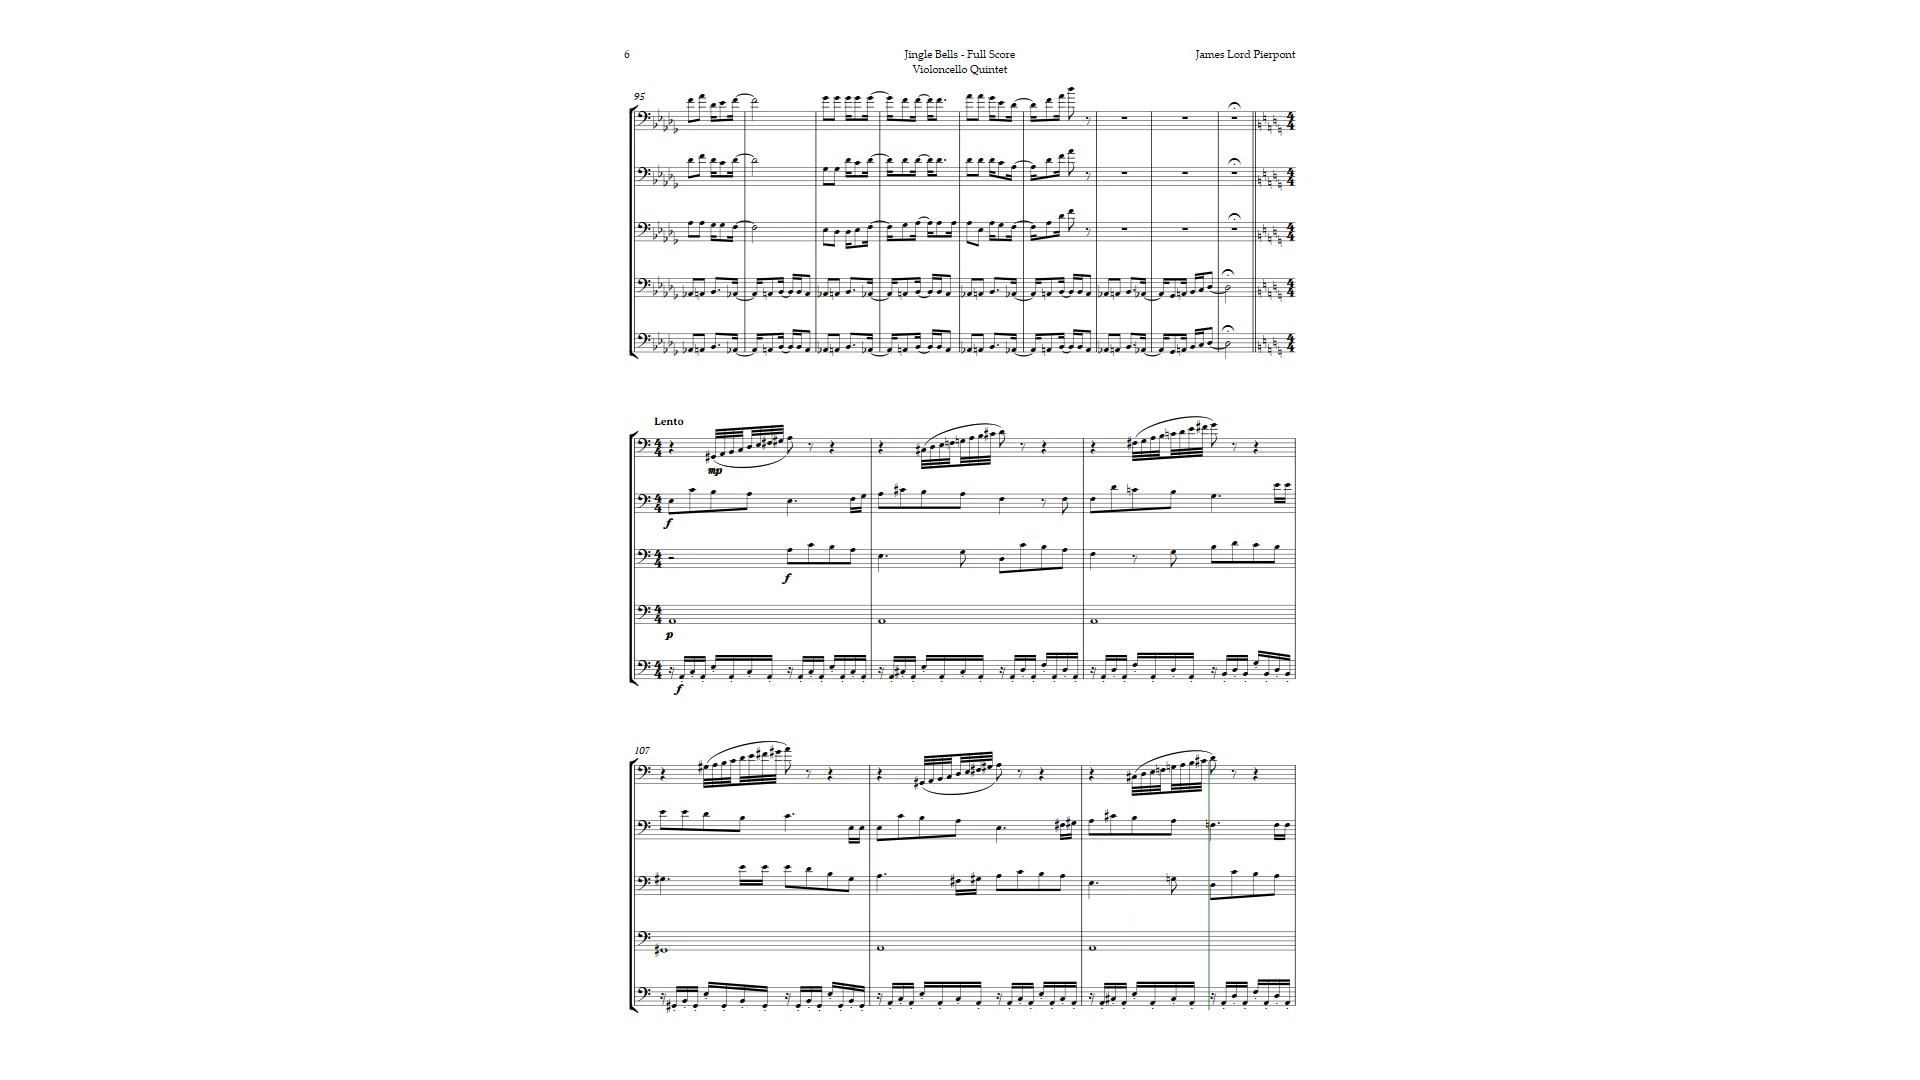 6 Jingle Bells - Full Score James Lord Pierpont
Violoncello Quintet
95
Lento
mp
f
f
p
f
107